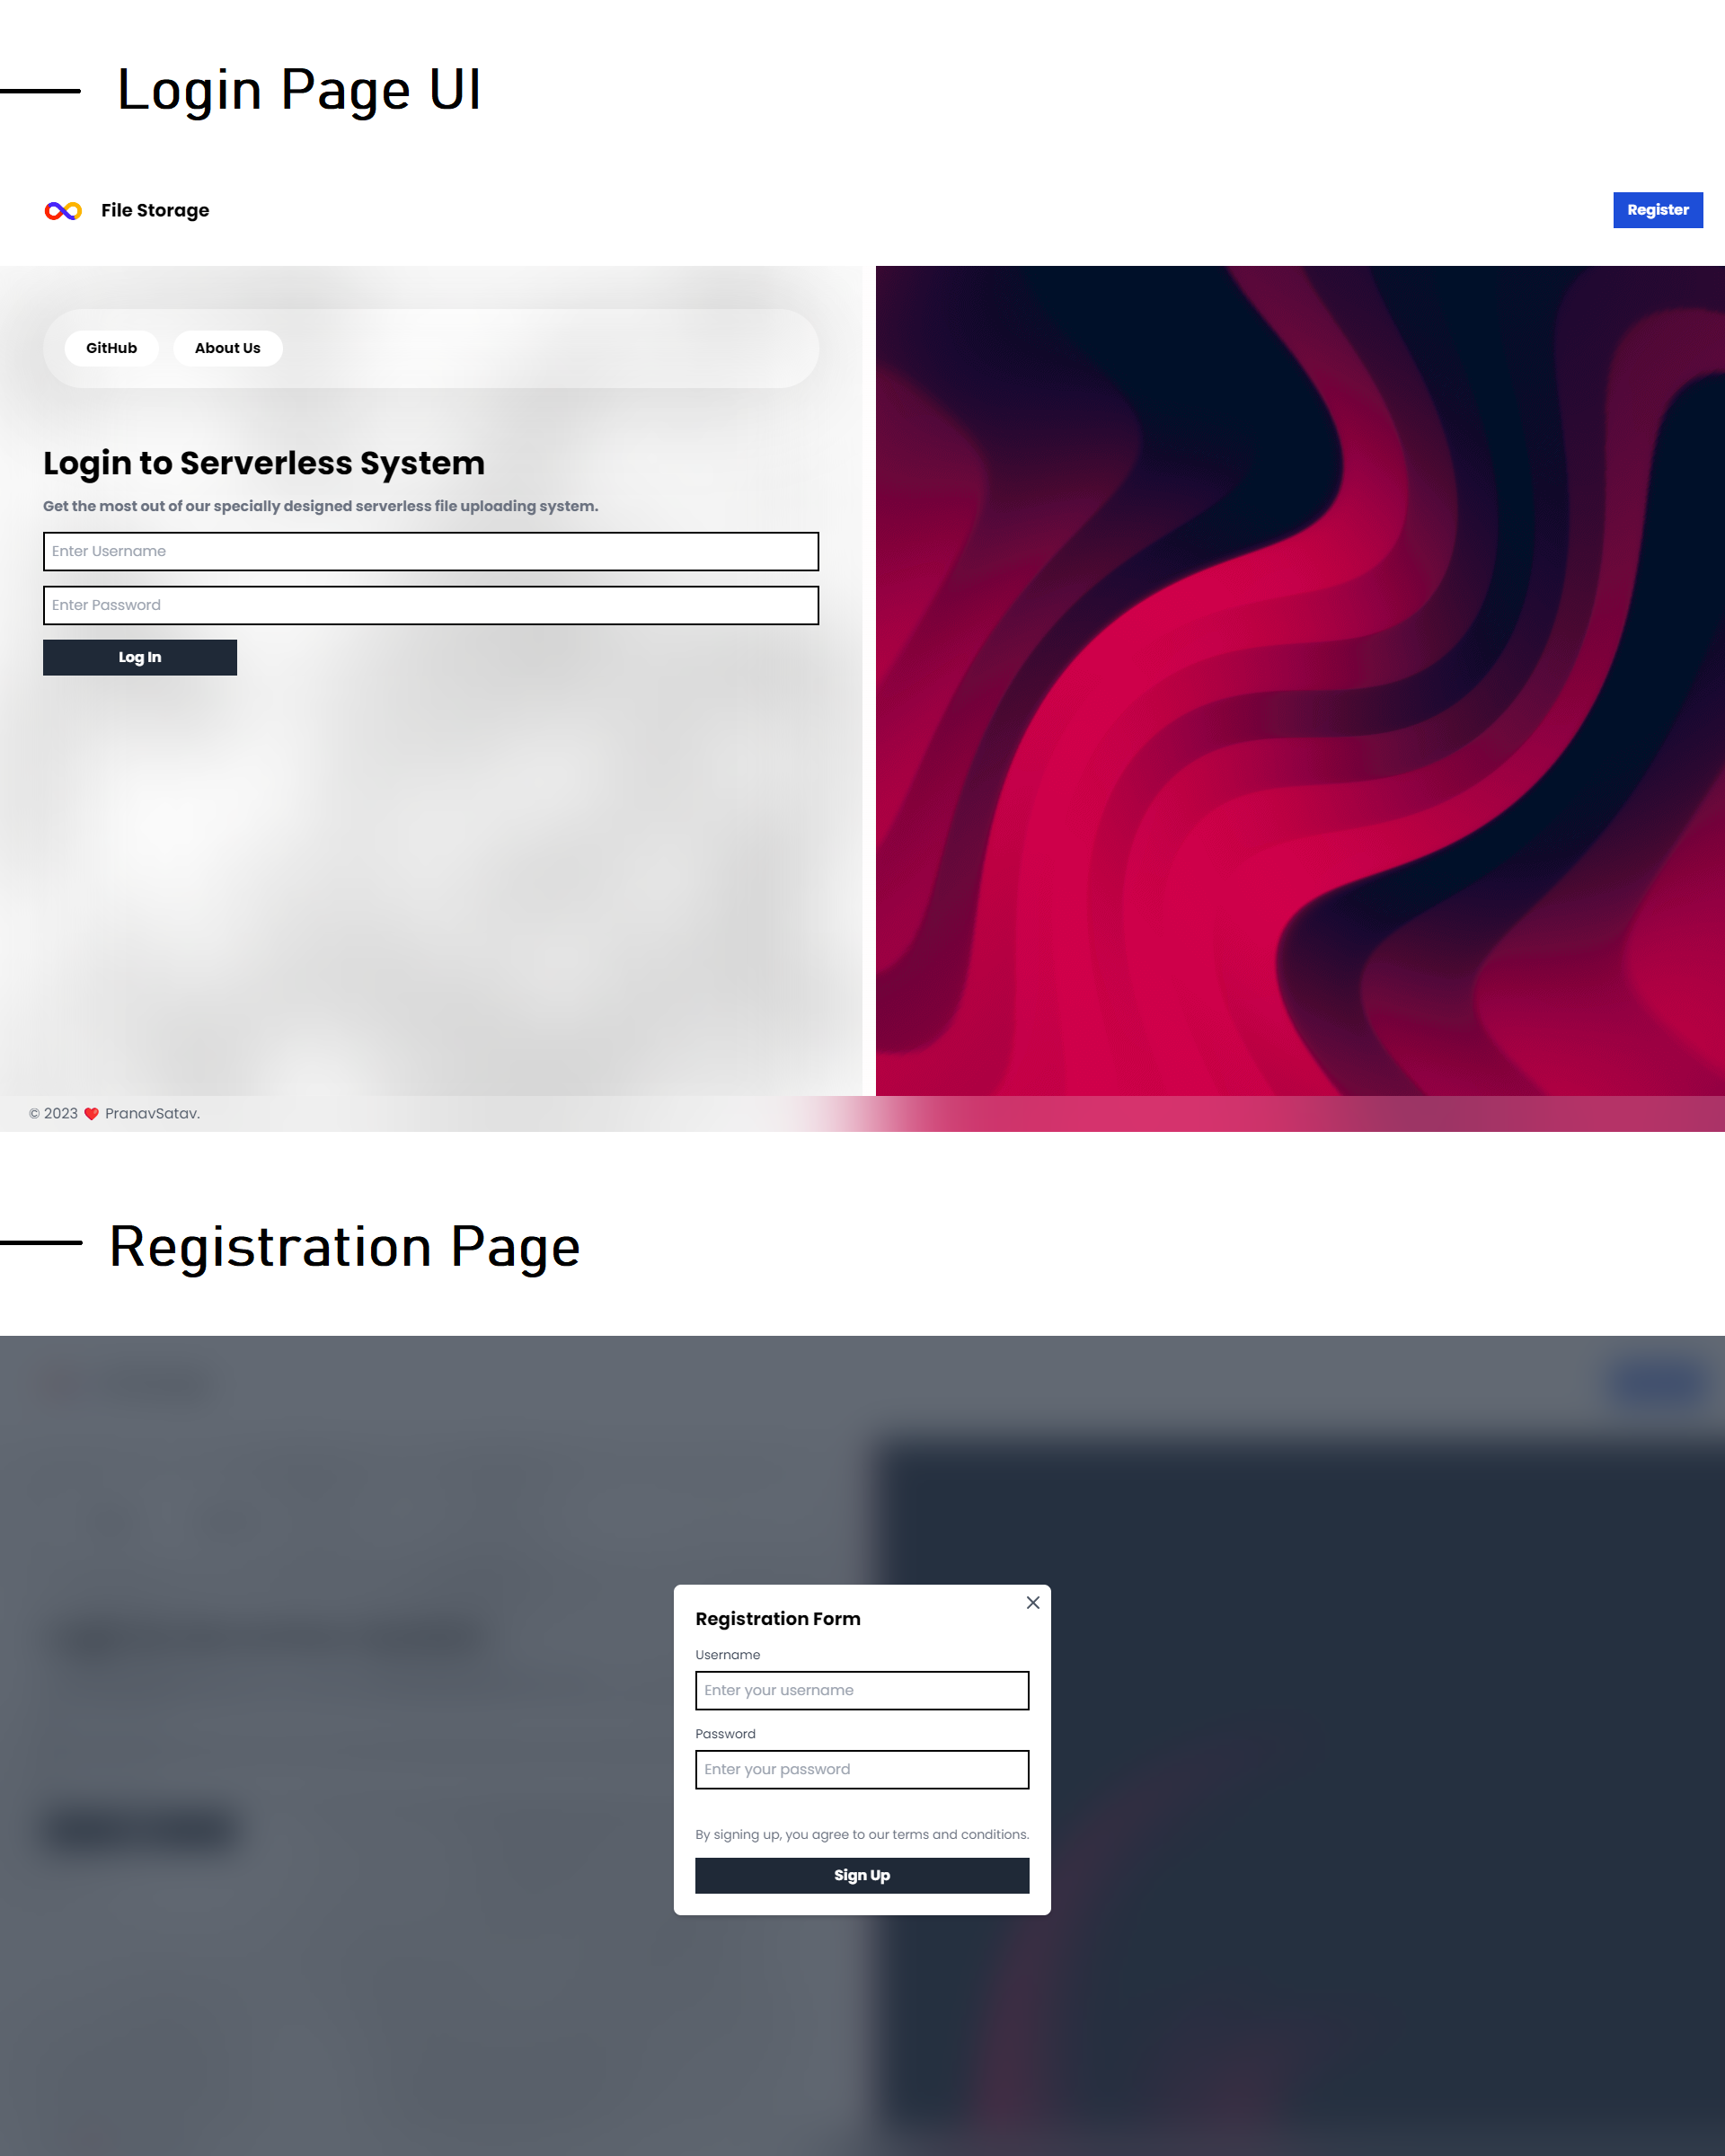 Login Page UI
File Storage
Register
GitHub
About Us
Login to Serverless System
Get the most out of our specially designed serverless file uploading system.
Enter Username
Enter Password
Log In
© 2023 ❤️ PranavSatav.
Registration Page
Registration Form
Username
Enter your username
Password
Enter your password
By signing up, you agree to our terms and conditions.
Sign Up